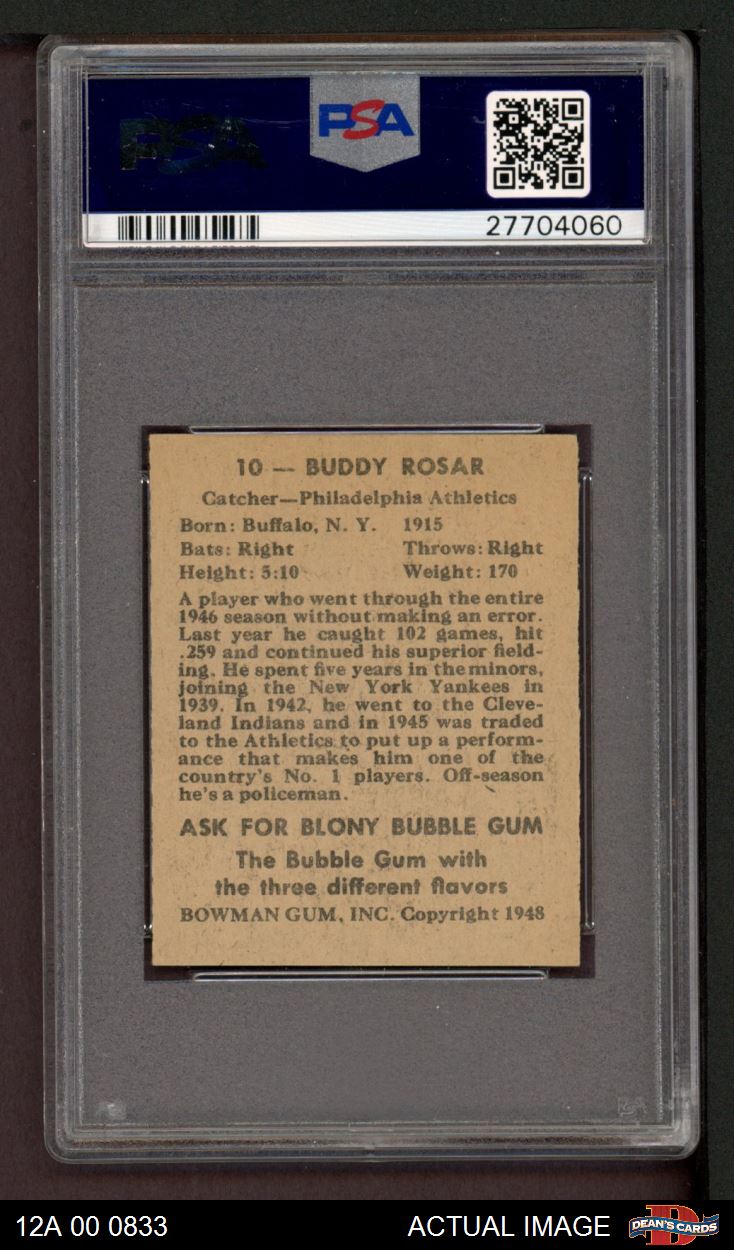 PSA
PSA
27704060
10 — BUDDY ROSAR
Catcher—Philadelphia Athletics
Born: Buffalo, N. Y. 1915
Bats: Right Throws: Right
Height: 5:10 Weight: 170
A player who went through the entire
1946 season without making an error.
Last year he caught 102 games, hit
.259 and continued his superior field-
ing. He spent five years in the minors,
joining the New York Yankees in
1939. In 1942, he went to the Cleve-
land Indians and in 1945 was traded
to the Athletics to put up a perform-
ance that makes him one of the
country's No. 1 players. Off-season
he's a policeman.
ASK FOR BLONY BUBBLE GUM
The Bubble Gum with
the three different flavors
BOWMAN GUM, INC. Copyright 1948
12A 00 0833 ACTUAL IMAGE DEAN'S CARDS